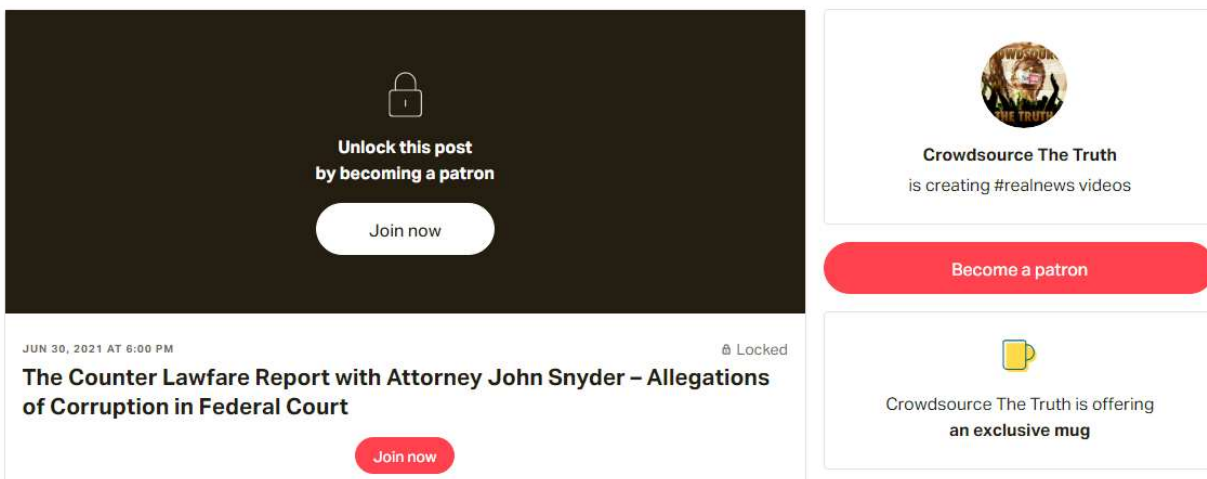 Unlock this post
by becoming a patron
Join now
JUN 30, 2021 AT 6:00 PM
Locked
The Counter Lawfare Report with Attorney John Snyder – Allegations
of Corruption in Federal Court
Join now
THE TRUTH
Crowdsource The Truth
is creating #realnews videos
Become a patron
Crowdsource The Truth is offering
an exclusive mug